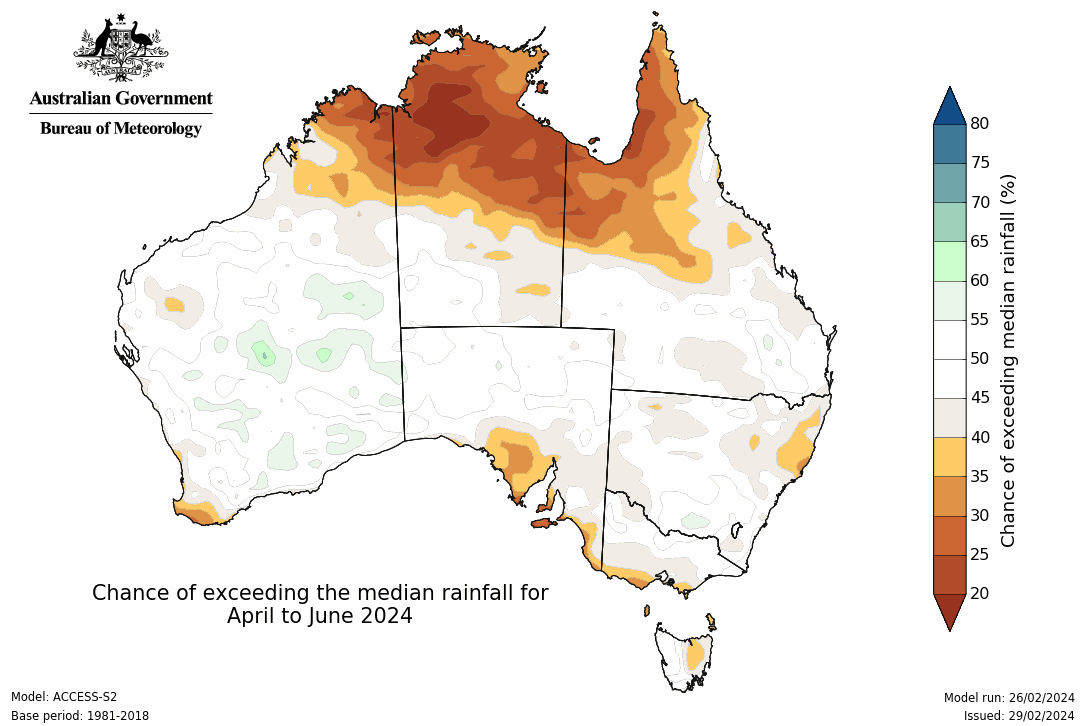 Australian Government
Bureau of Meteorology
80
75
70
65
60
55
50
45
40
35
30
25
20
Chance of exceeding median rainfall (%)
Chance of exceeding the median rainfall for
April to June 2024
Model: ACCESS-S2
Base period: 1981-2018
Model run: 26/02/2024
Issued: 29/02/2024